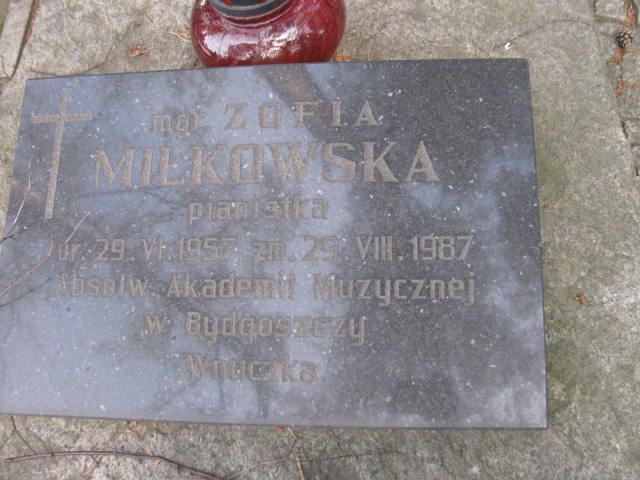 mgr ZOFIA
MIŁKOWSKA
pianistka
ur. 29. VI. 1957 zm. 29. VIII. 1987
Absolw. Akademii Muzycznej
w Bydgoszczy
Wnuczka